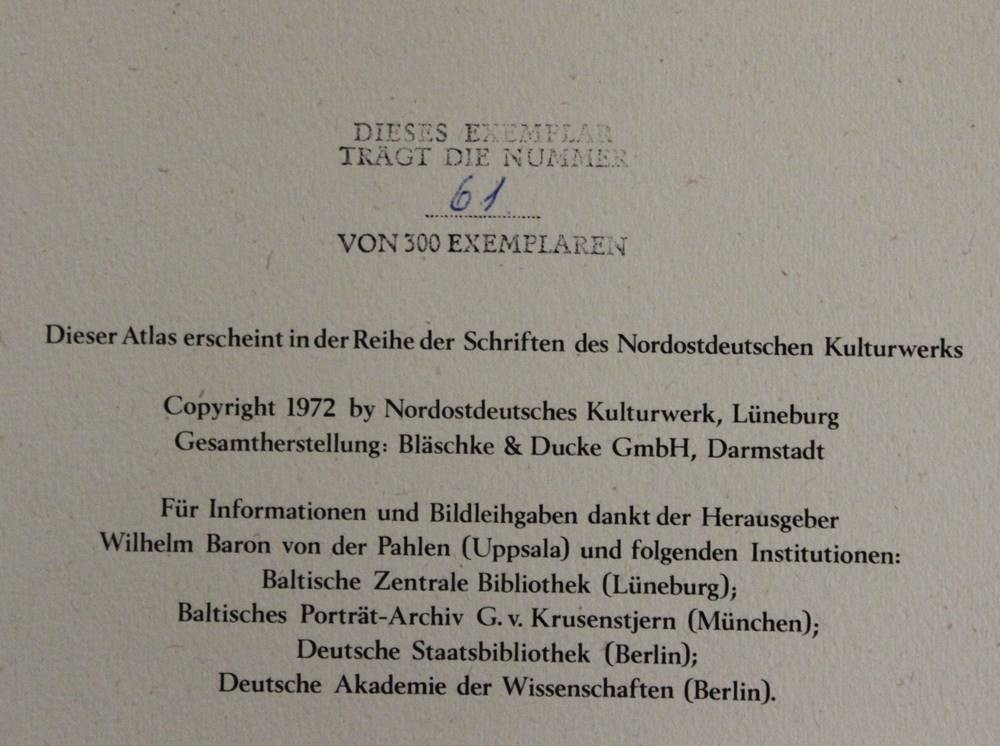 DIESES EXEMPLAR
TRÄGT DIE NUMMER
61
VON 300 EXEMPLAREN
Dieser Atlas erscheint in der Reihe der Schriften des Nordostdeutschen Kulturwerks
Copyright 1972 by Nordostdeutsches Kulturwerk, Lüneburg
Gesamtherstellung: Bläschke & Ducke GmbH, Darmstadt
Für Informationen und Bildleihgaben dankt der Herausgeber
Wilhelm Baron von der Pahlen (Uppsala) und folgenden Institutionen:
Baltische Zentrale Bibliothek (Lüneburg);
Baltisches Porträt-Archiv G. v. Krusenstjern (München);
Deutsche Staatsbibliothek (Berlin);
Deutsche Akademie der Wissenschaften (Berlin).